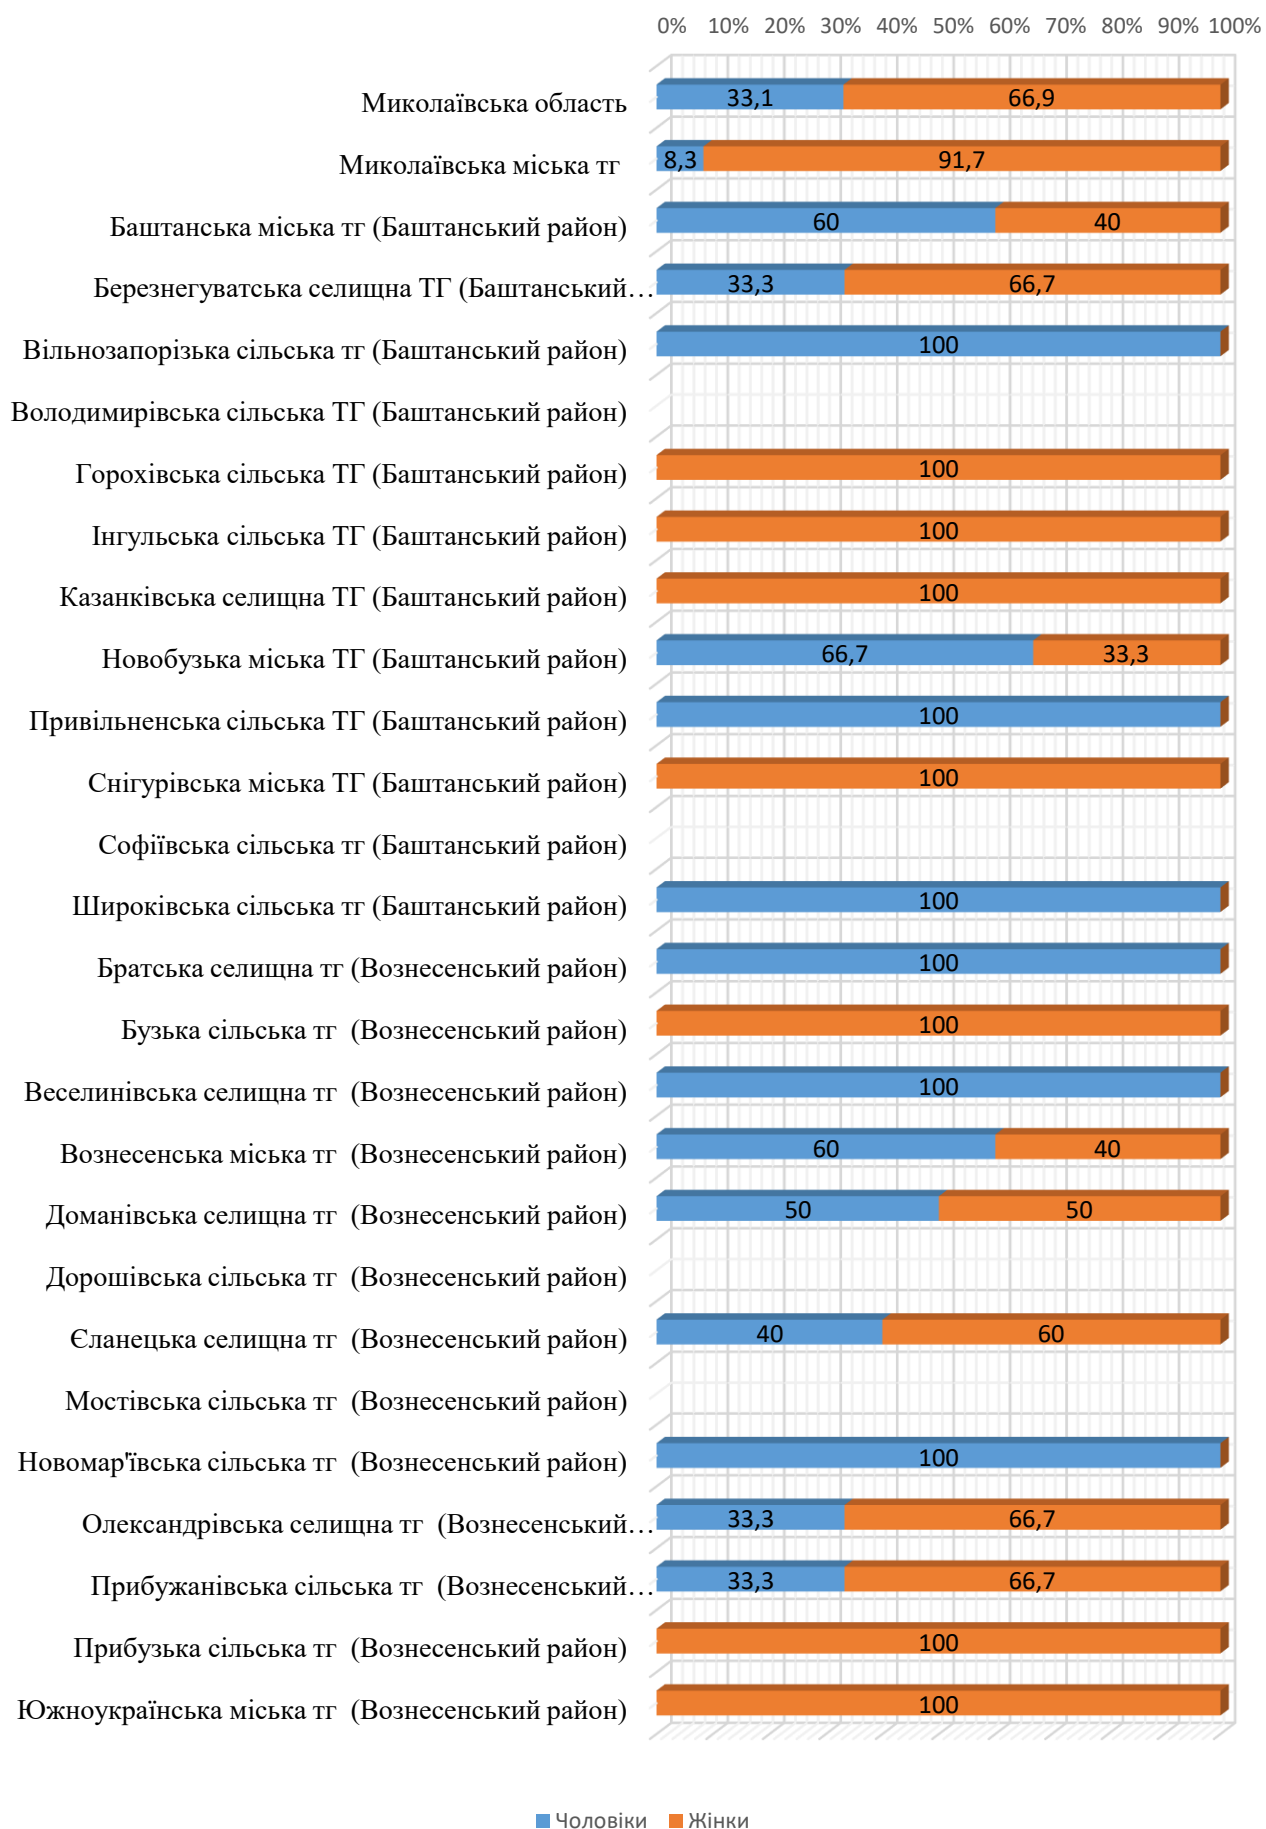 0% 10% 20% 30% 40% 50% 60% 70% 80% 90% 100%
Миколаївська область 33,1 66,9
Миколаївська міська тг 8,3 91,7
Баштанська міська тг (Баштанський район) 60 40
Березнегуватська селищна ТГ (Баштанський… 33,3 66,7
Вільнозапорізька сільська тг (Баштанський район) 100
Володимирівська сільська ТГ (Баштанський район)
Горохівська сільська ТГ (Баштанський район) 100
Інгульська сільська ТГ (Баштанський район) 100
Казанківська селищна ТГ (Баштанський район) 100
Новобузька міська ТГ (Баштанський район) 66,7 33,3
Привільненська сільська ТГ (Баштанський район) 100
Снігурівська міська ТГ (Баштанський район) 100
Софіївська сільська тг (Баштанський район)
Широківська сільська тг (Баштанський район) 100
Братська селищна тг (Вознесенський район) 100
Бузька сільська тг (Вознесенський район) 100
Веселинівська селищна тг (Вознесенський район) 100
Вознесенська міська тг (Вознесенський район) 60 40
Доманівська селищна тг (Вознесенський район) 50 50
Дорошівська сільська тг (Вознесенський район)
Єланецька селищна тг (Вознесенський район) 40 60
Мостівська сільська тг (Вознесенський район)
Новомар'ївська сільська тг (Вознесенський район) 100
Олександрівська селищна тг (Вознесенський… 33,3 66,7
Прибужанівська сільська тг (Вознесенський… 33,3 66,7
Прибузька сільська тг (Вознесенський район) 100
Южноукраїнська міська тг (Вознесенський район) 100
Чоловіки Жінки